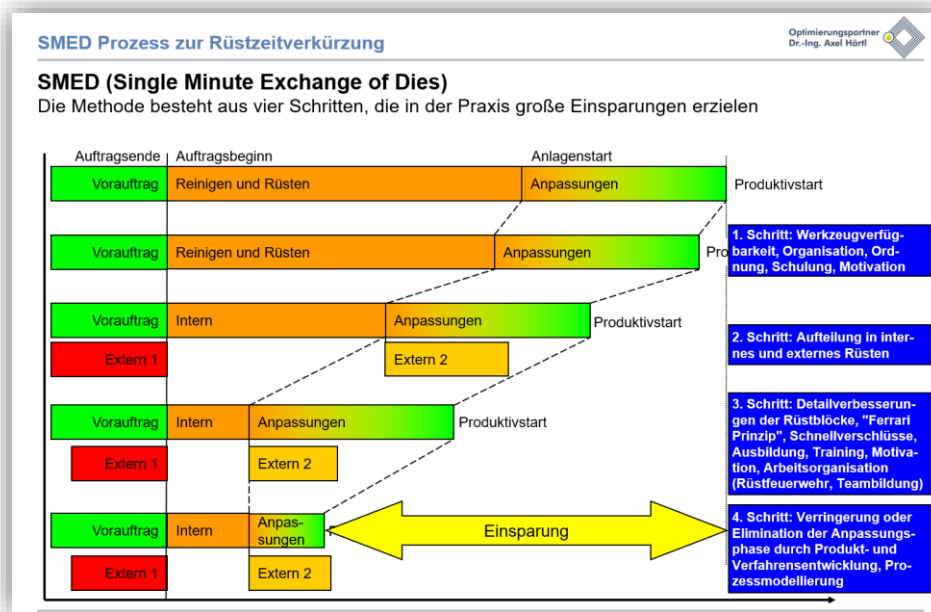 SMED Prozess zur Rüstzeitverkürzung
Optimierungspartner
Dr.-Ing. Axel Härtl
SMED (Single Minute Exchange of Dies)
Die Methode besteht aus vier Schritten, die in der Praxis große Einsparungen erzielen
Auftragsende
Auftragsbeginn
Anlagenstart
Vorauftrag
Reinigen und Rüsten
Anpassungen
Produktivstart
Vorauftrag
Reinigen und Rüsten
Anpassungen
Pro
1. Schritt: Werkzeugverfüg-
barkeit, Organisation, Ord-
nung, Schulung, Motivation
Vorauftrag
Intern
Anpassungen
Produktivstart
Extern 1
Extern 2
2. Schritt: Aufteilung in inter-
nes und externes Rüsten
Vorauftrag
Intern
Anpassungen
Produktivstart
Extern 1
Extern 2
3. Schritt: Detailverbesserun-
gen der Rüstblöcke, "Ferrari
Prinzip", Schnellverschlüsse,
Ausbildung, Training, Motiva-
tion, Arbeitsorganisation
(Rüstfeuerwehr, Teambildung)
Vorauftrag
Intern
Anpas-
sungen
Einsparung
Extern 1
Extern 2
4. Schritt: Verringerung oder
Elimination der Anpassungs-
phase durch Produkt- und
Verfahrensentwicklung, Pro-
zessmodellierung